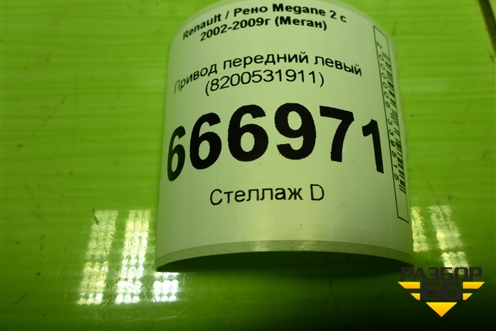 Renault / Рено Megane 2 с
2002-2009г (Меган)
Привод передний левый
(8200531911)
666971
Стеллаж D
РАЗБОР